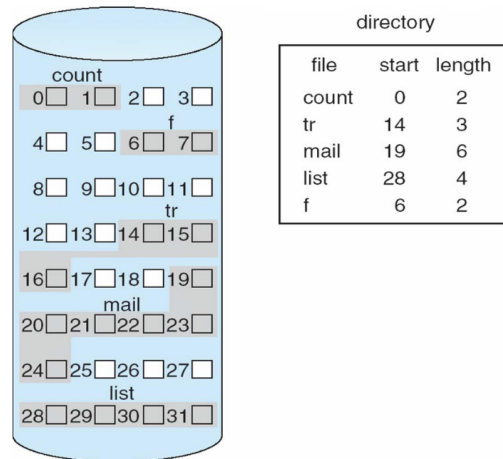 count
0 1 2 3
f
4 5 6 7
8 9 10 11
tr
12 13 14 15
16 17 18 19
mail
20 21 22 23
24 25 26 27
list
28 29 30 31
directory
file start length
count 0 2
tr 14 3
mail 19 6
list 28 4
f 6 2